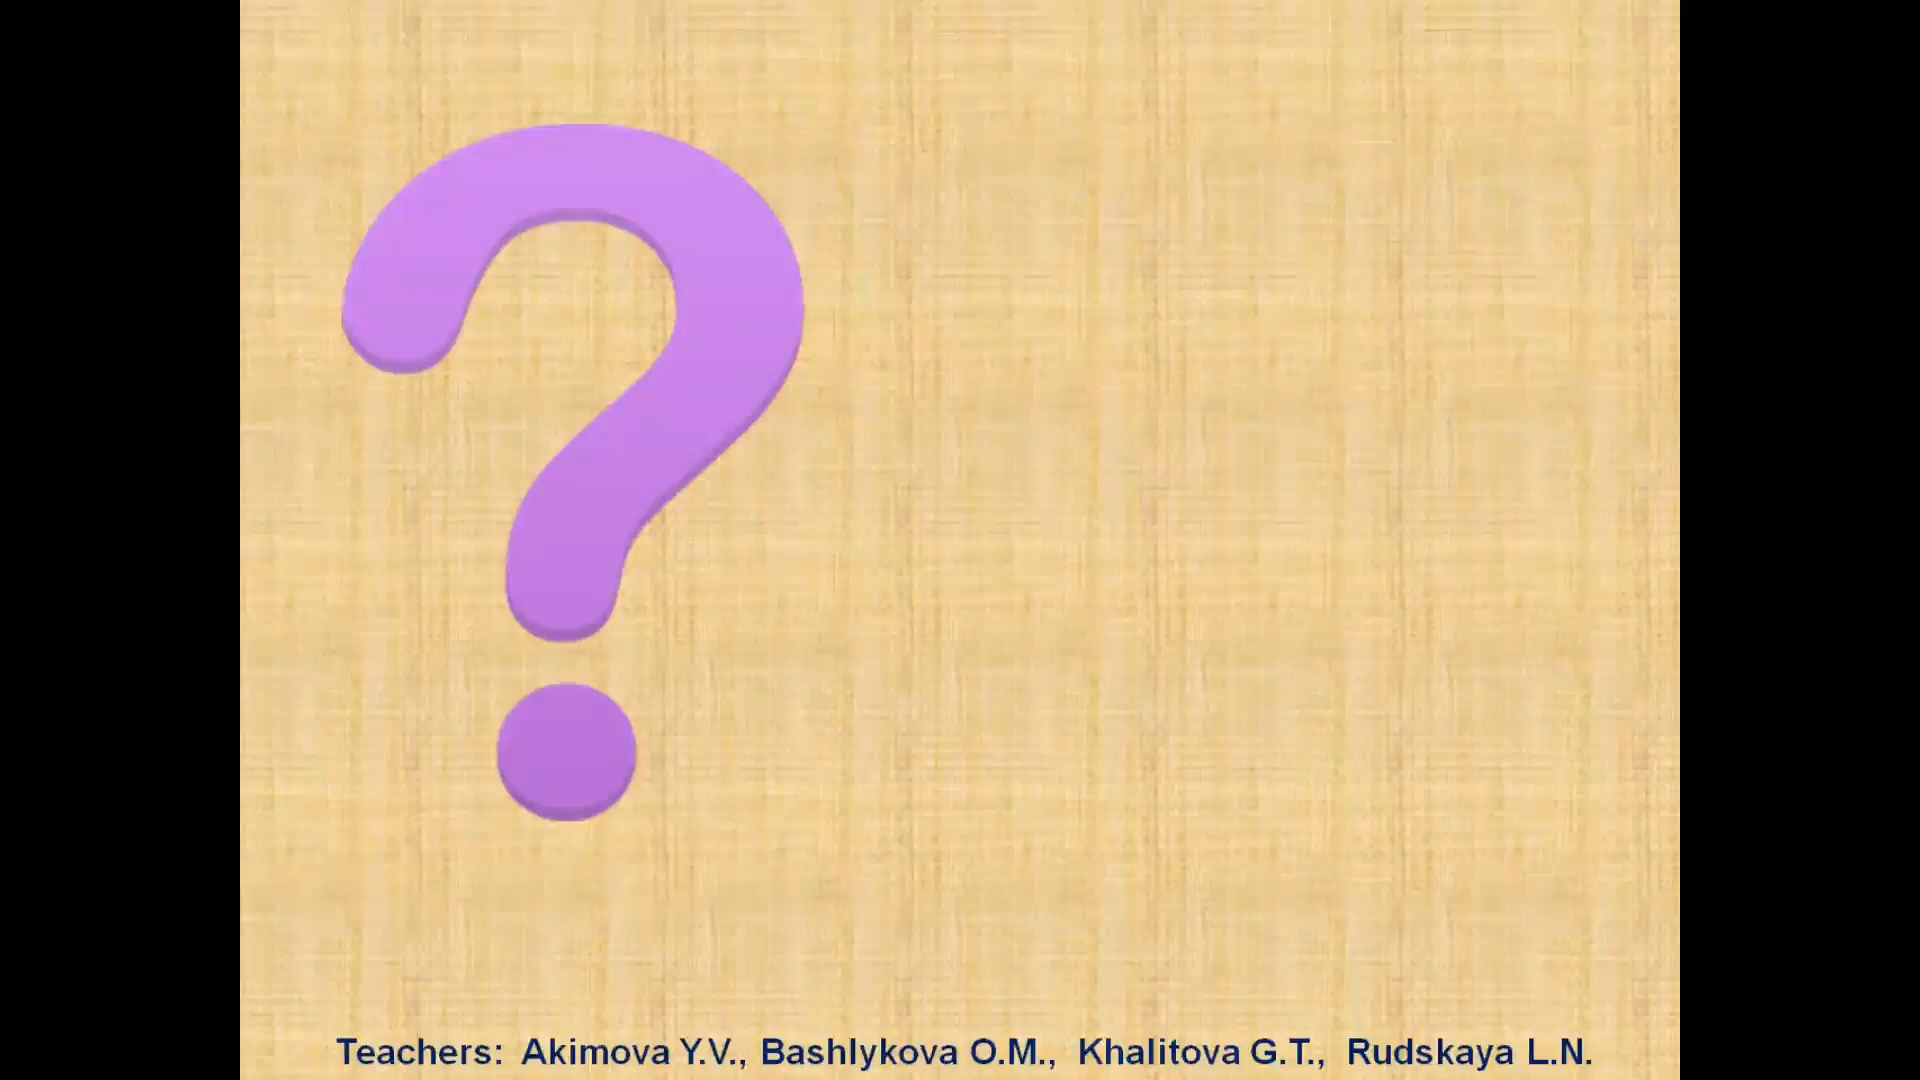 ?
Teachers: Akimova Y.V., Bashlykova O.M., Khalitova G.T., Rudskaya L.N.